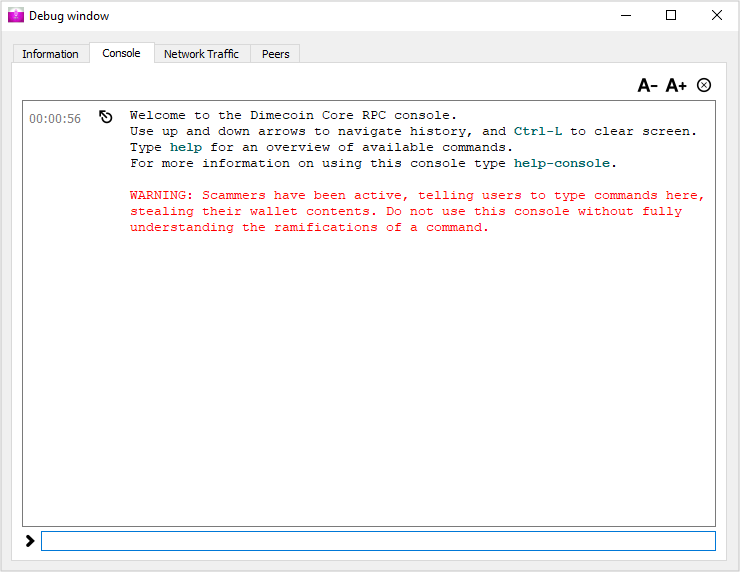 Debug window
Information Console Network Traffic Peers
A- A+
00:00:56 Welcome to the Dimecoin Core RPC console.
Use up and down arrows to navigate history, and Ctrl-L to clear screen.
Type help for an overview of available commands.
For more information on using this console type help-console.
WARNING: Scammers have been active, telling users to type commands here,
stealing their wallet contents. Do not use this console without fully
understanding the ramifications of a command.